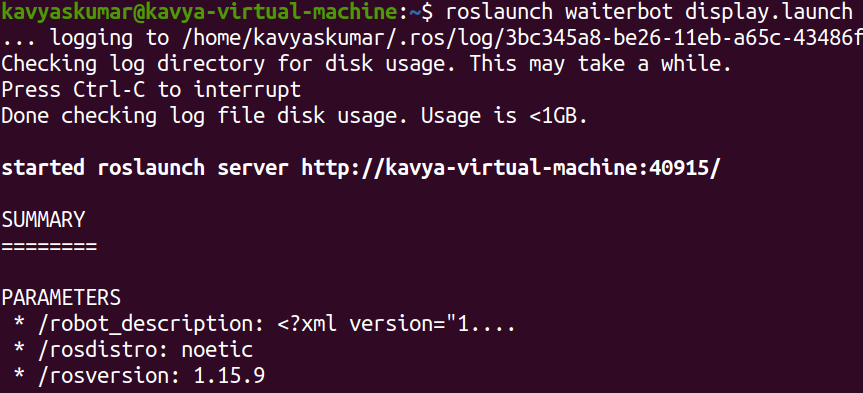 kavyaskumar@kavya-virtual-machine:~$ roslaunch waiterbot display.launch
... logging to /home/kavyaskumar/.ros/log/3bc345a8-be26-11eb-a65c-43486f
Checking log directory for disk usage. This may take a while.
Press Ctrl-C to interrupt
Done checking log file disk usage. Usage is <1GB.
started roslaunch server http://kavya-virtual-machine:40915/
SUMMARY
========
PARAMETERS
 * /robot_description: <?xml version="1....
 * /rosdistro: noetic
 * /rosversion: 1.15.9